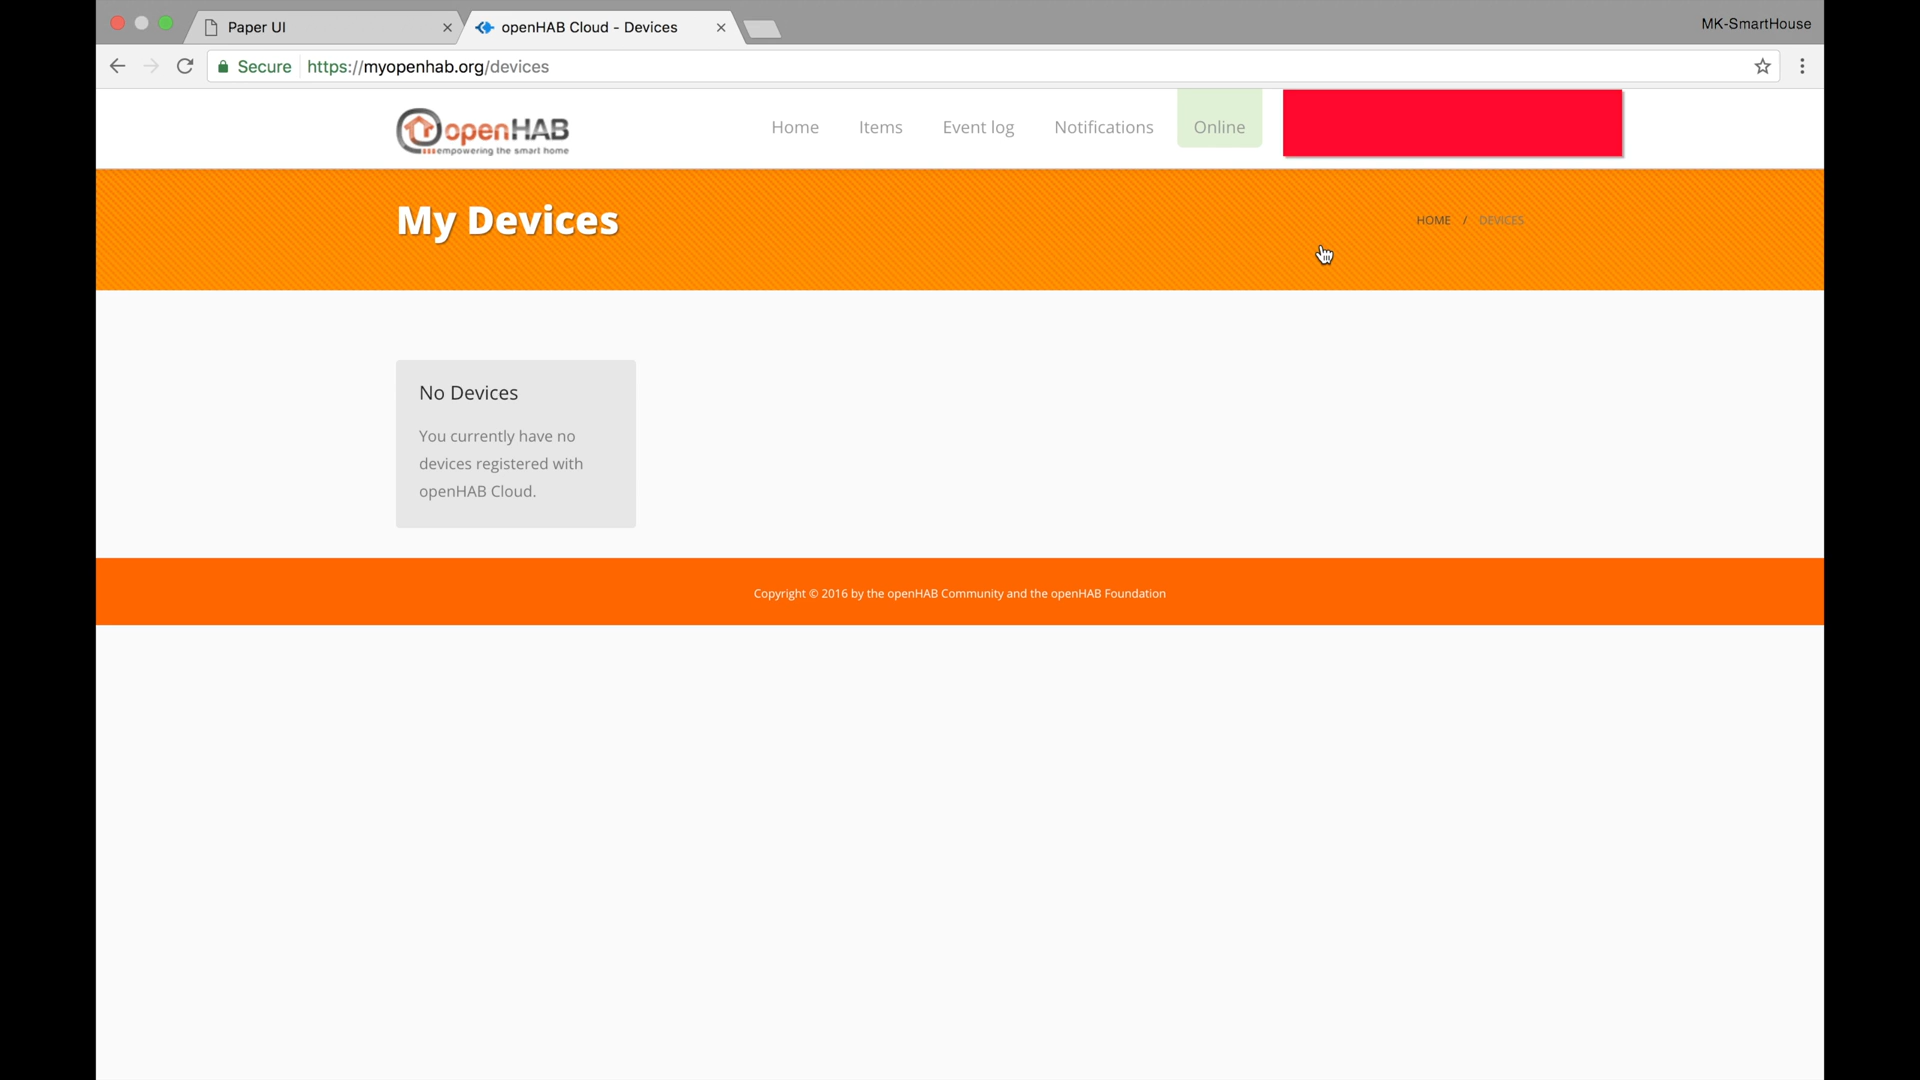 Paper UI
openHAB Cloud - Devices
MK-SmartHouse
Secure
https://myopenhab.org/devices
openHAB
empowering the smart home
Home
Items
Event log
Notifications
Online
My Devices
HOME / DEVICES
No Devices
You currently have no
devices registered with
openHAB Cloud.
Copyright © 2016 by the openHAB Community and the openHAB Foundation